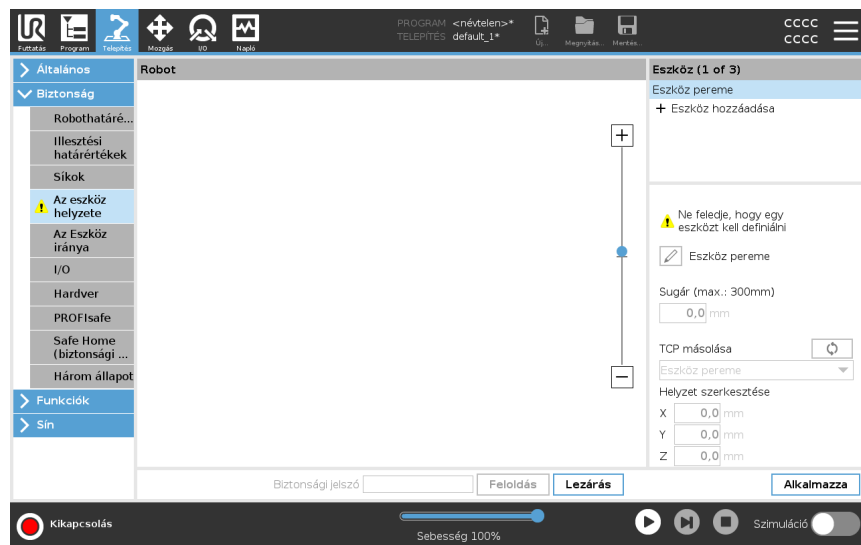 PROGRAM <névtelen>*
TELEPÍTÉS default_1*
cccc
cccc
Futtatás Program Telepítés Mozgás I/O Napló Új... Megnyitás... Mentés...
Általános
Biztonság
Robothatáré...
Illesztési
határértékek
Síkok
Az eszköz
helyzete
Az Eszköz
iránya
I/O
Hardver
PROFIsafe
Safe Home
(biztonsági ...
Három állapot
Funkciók
Sín
Robot
Eszköz (1 of 3)
Eszköz pereme
+ Eszköz hozzáadása
Ne feledje, hogy egy
eszközt kell definiálni
Eszköz pereme
Sugár (max.: 300mm)
0,0 mm
TCP másolása
Eszköz pereme
Helyzet szerkesztése
X 0,0 mm
Y 0,0 mm
Z 0,0 mm
Biztonsági jelszó Feloldás Lezárás Alkalmazza
Kikapcsolás
Sebesség 100%
Szimuláció